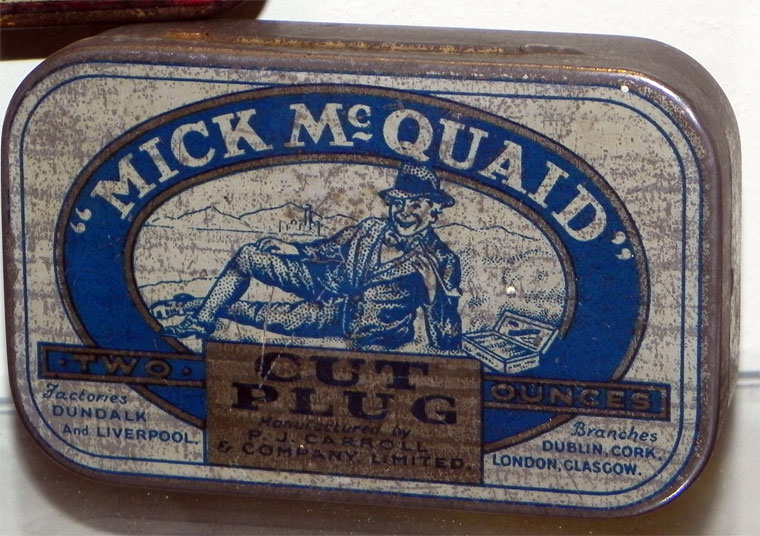 "MICK McQUAID"
TWO OUNCES
CUT
PLUG
Manufactured by
P. J. CARROLL
& COMPANY LIMITED.
Factories
DUNDALK
And LIVERPOOL.
Branches
DUBLIN, CORK,
LONDON, GLASGOW.